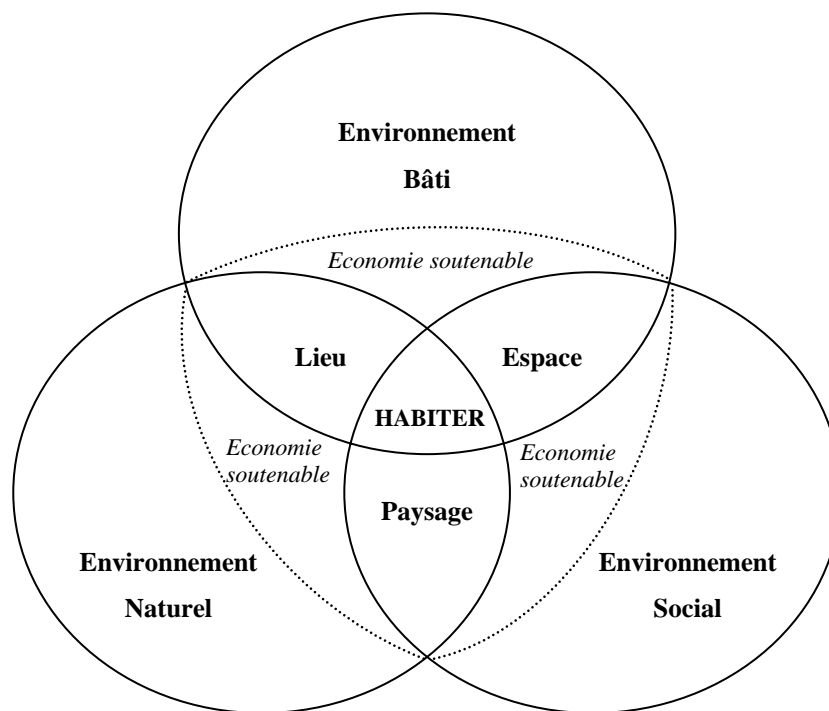 Environnement
Bâti
Economie soutenable
Lieu
Espace
HABITER
Economie
soutenable
Economie
soutenable
Paysage
Environnement
Naturel
Environnement
Social